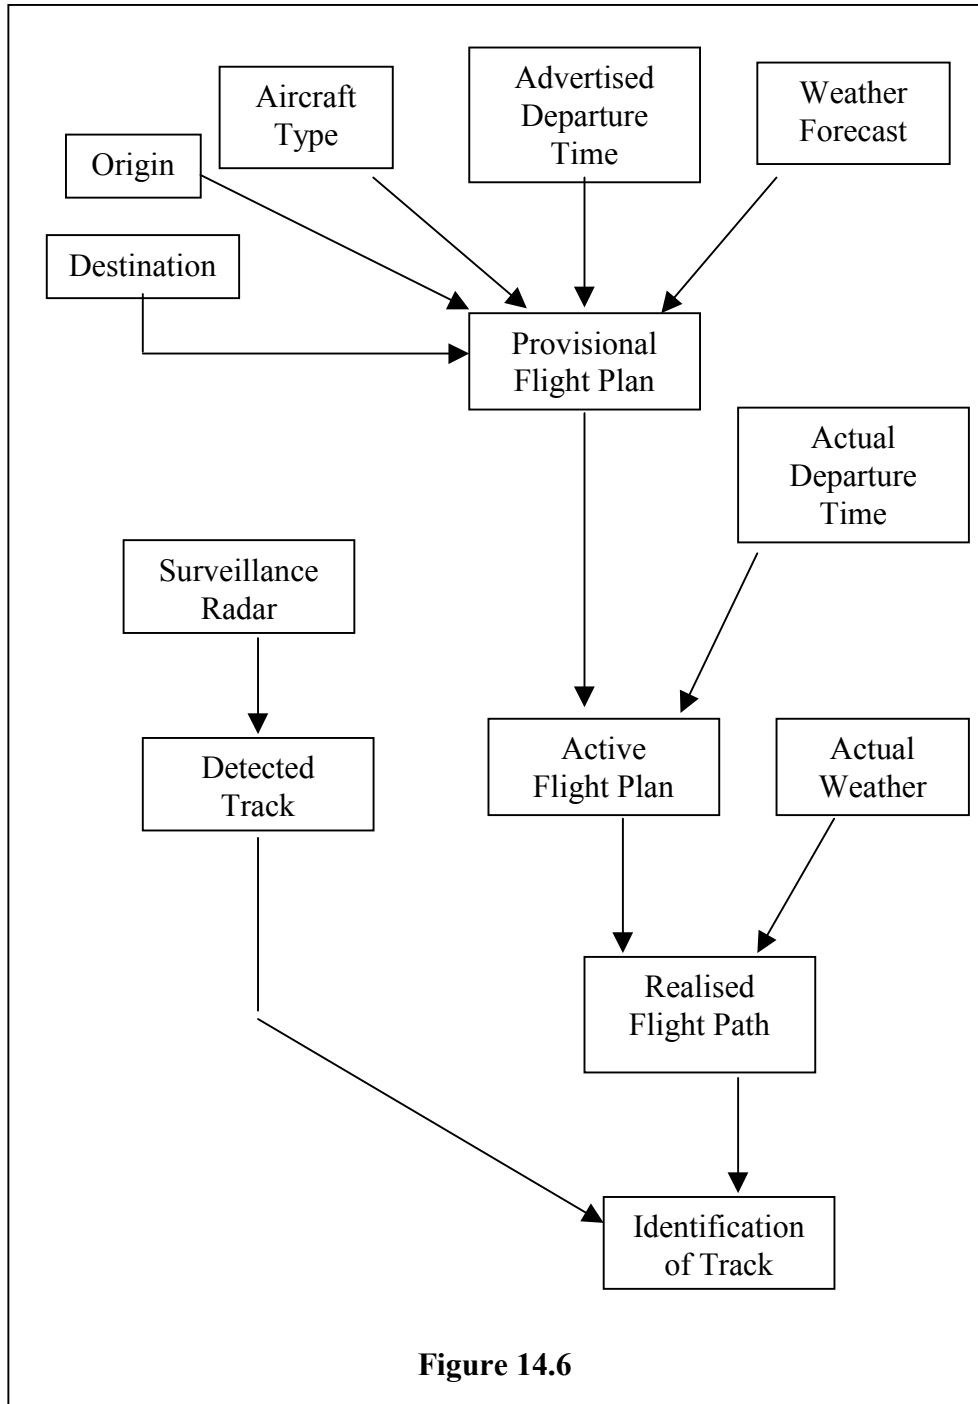 Aircraft
Type
Advertised
Departure
Time
Weather
Forecast
Origin
Destination
Provisional
Flight Plan
Actual
Departure
Time
Surveillance
Radar
Detected
Track
Active
Flight Plan
Actual
Weather
Realised
Flight Path
Identification
of Track
Figure 14.6